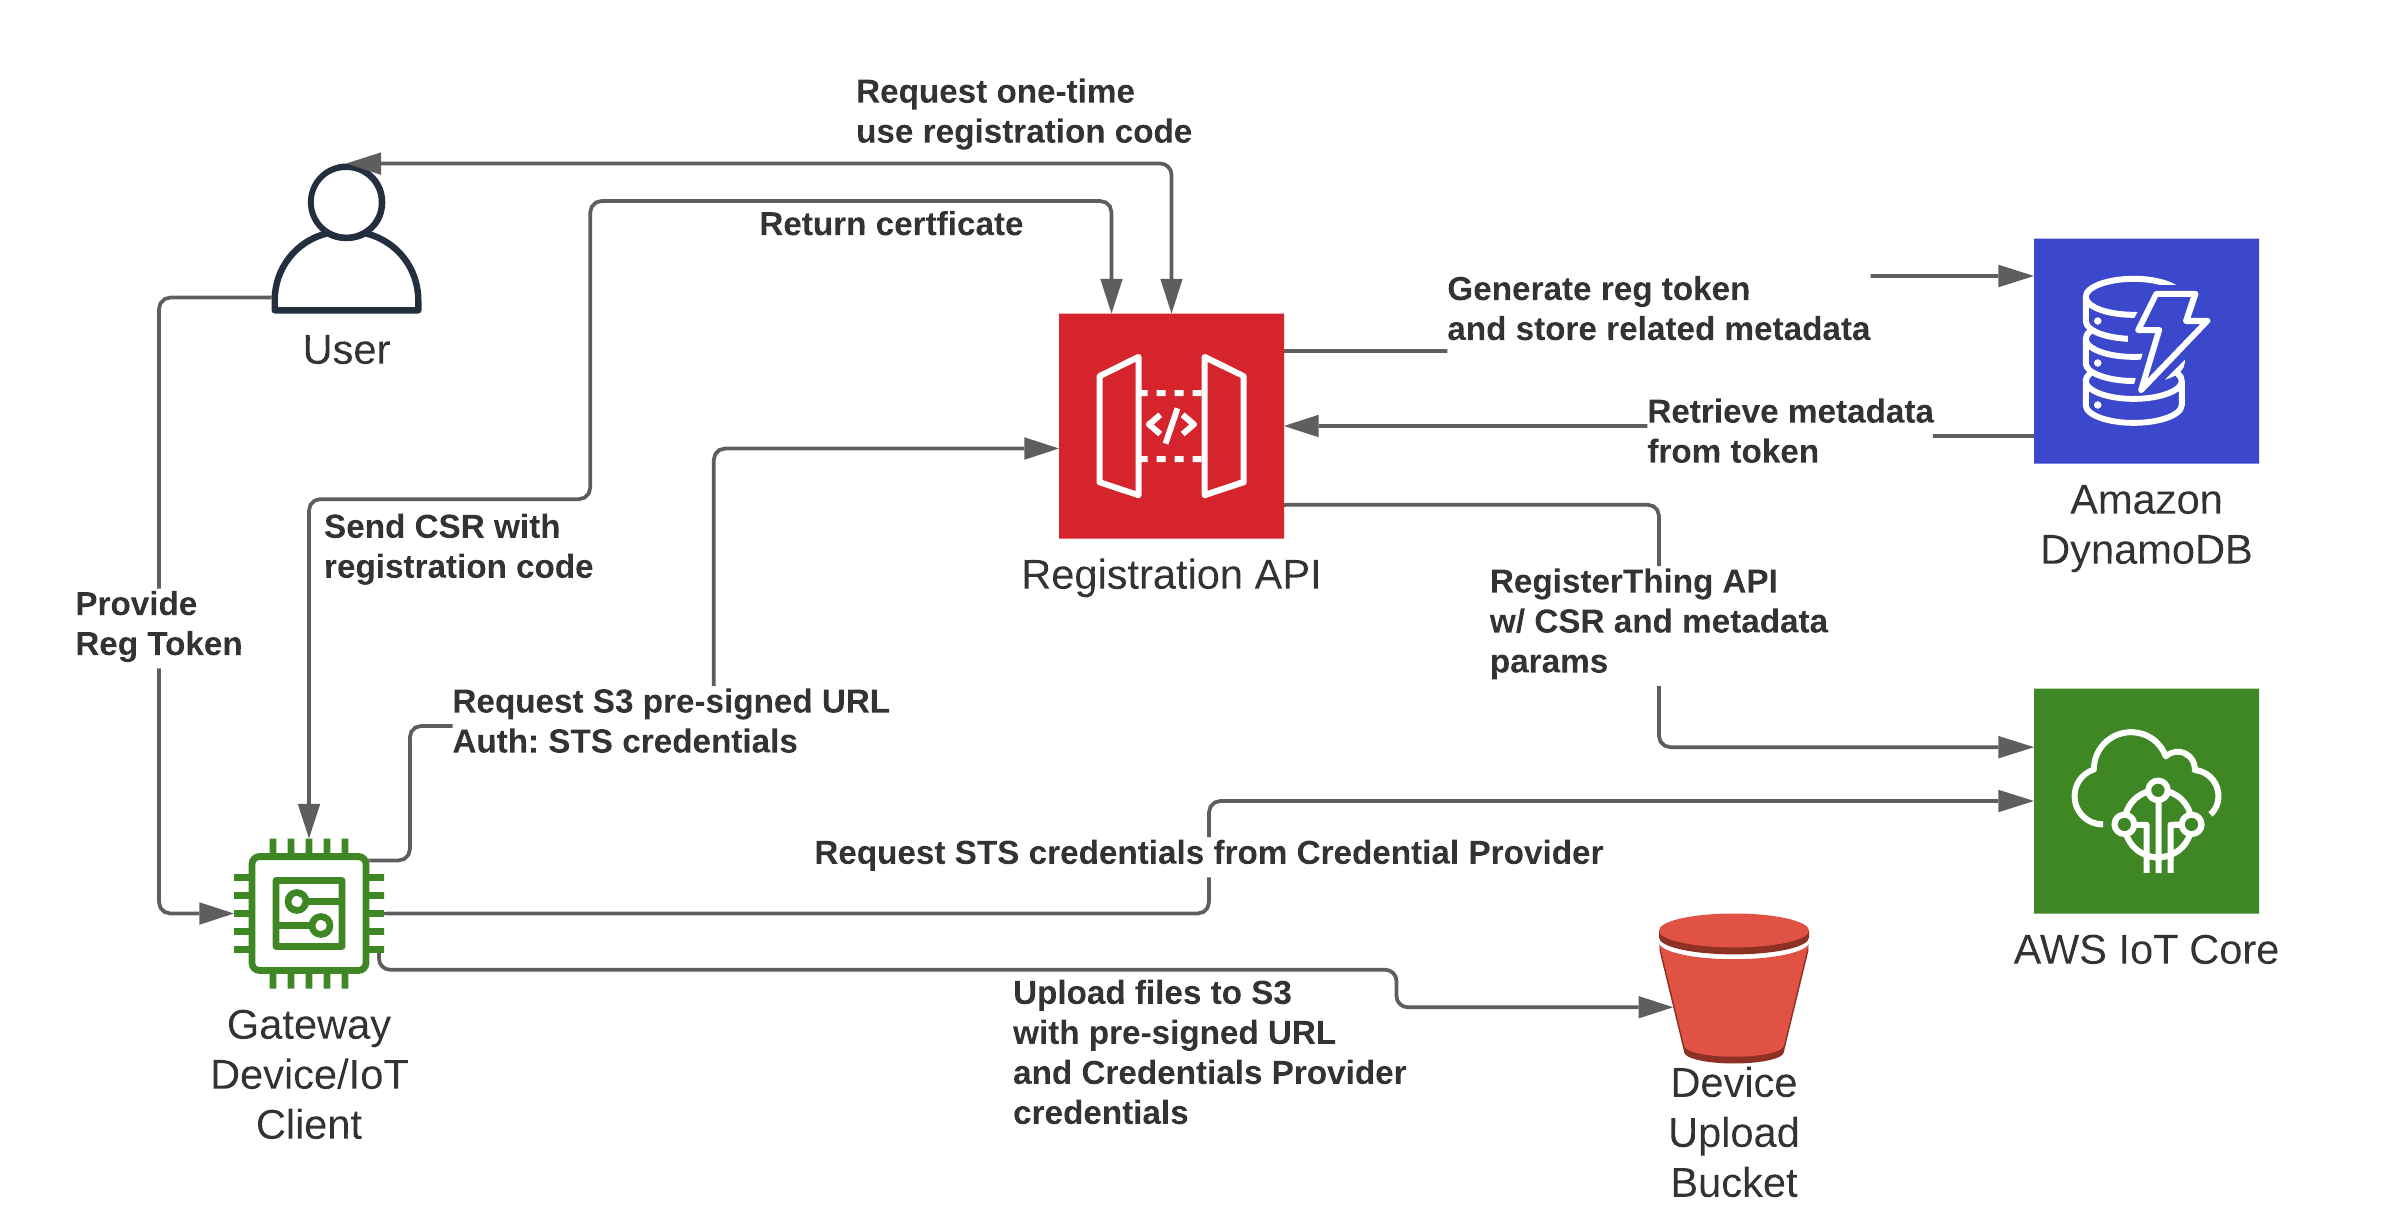 Request one-time
use registration code
Return certficate
User
Generate reg token
and store related metadata
Retrieve metadata
from token
Amazon
DynamoDB
Send CSR with
registration code
Registration API
Provide
Reg Token
RegisterThing API
w/ CSR and metadata
params
Request S3 pre-signed URL
Auth: STS credentials
Request STS credentials from Credential Provider
AWS IoT Core
Upload files to S3
with pre-signed URL
and Credentials Provider
credentials
Gateway
Device/IoT
Client
Device
Upload
Bucket